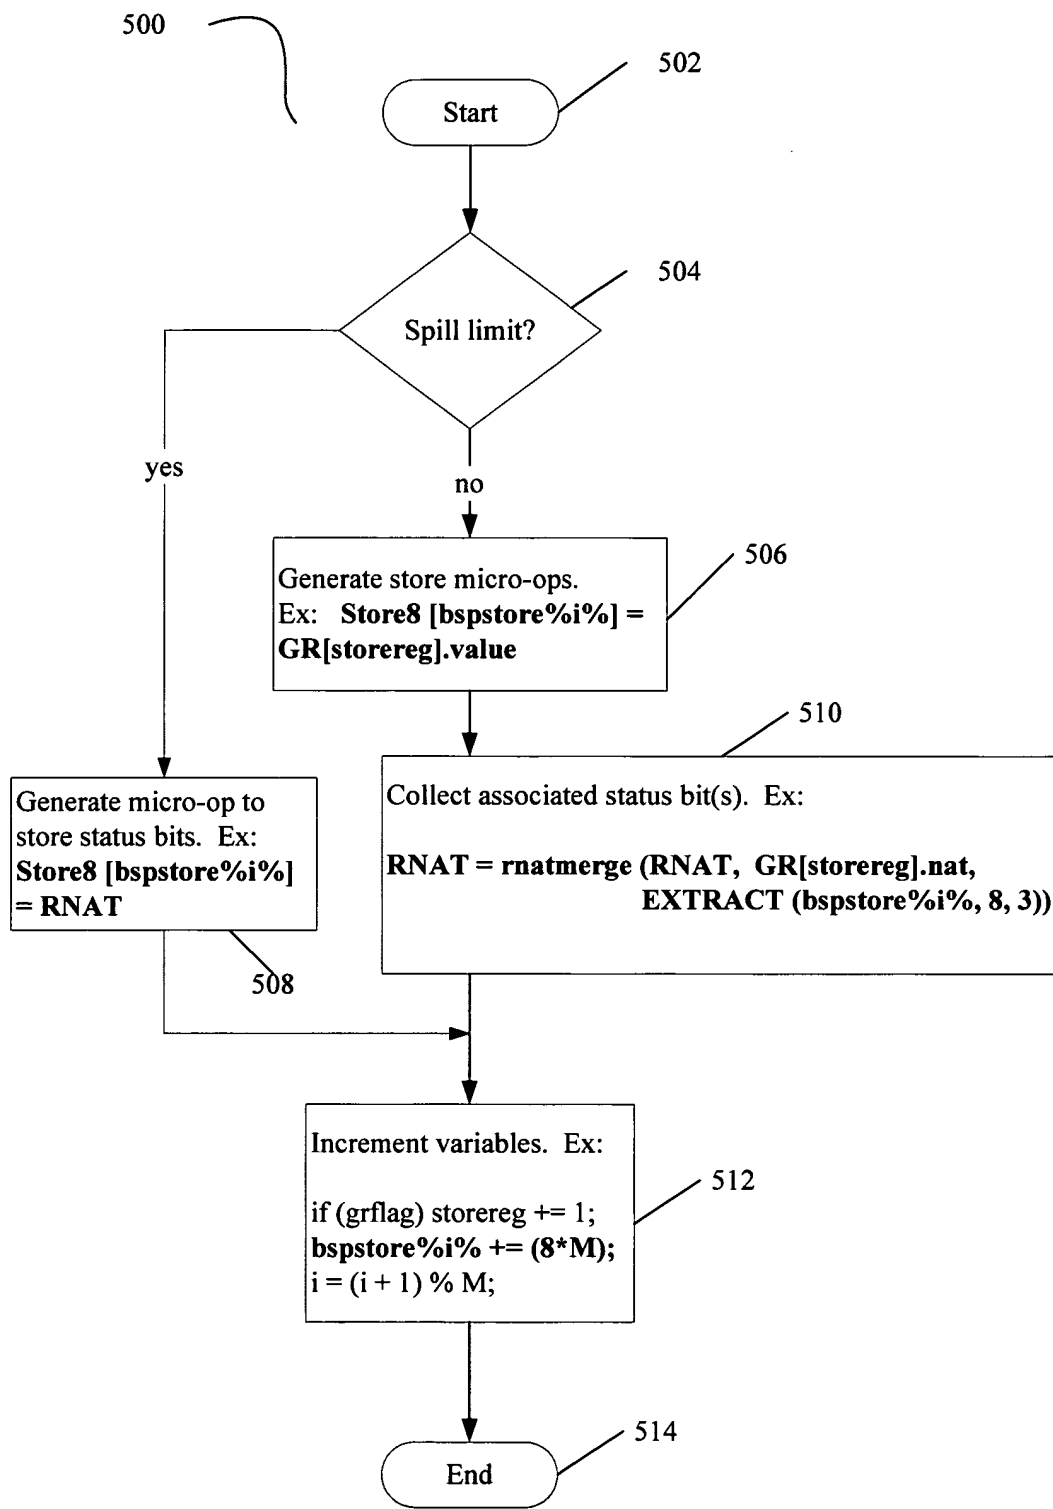 500
502
Start
504
Spill limit?
yes
no
506
Generate store micro-ops.
Ex: Store8 [bspstore%i%] =
GR[storereg].value
510
Generate micro-op to
store status bits. Ex:
Store8 [bspstore%i%]
= RNAT
508
Collect associated status bit(s). Ex:
RNAT = rnatmerge (RNAT, GR[storereg].nat,
EXTRACT (bspstore%i%, 8, 3))
Increment variables. Ex:
if (grflag) storereg += 1;
bspstore%i% += (8*M);
i = (i + 1) % M;
512
514
End